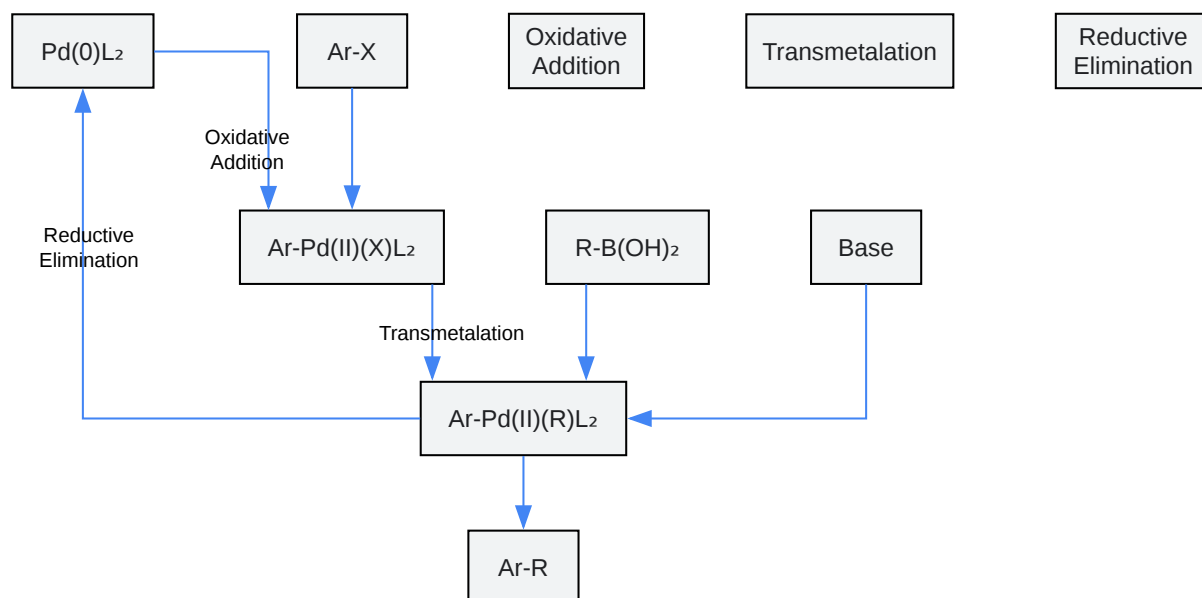 Pd(0)L₂
Ar-X
Oxidative
Addition
Transmetalation
Reductive
Elimination
Oxidative
Addition
Reductive
Elimination
Ar-Pd(II)(X)L₂
R-B(OH)₂
Base
Transmetalation
Ar-Pd(II)(R)L₂
Ar-R